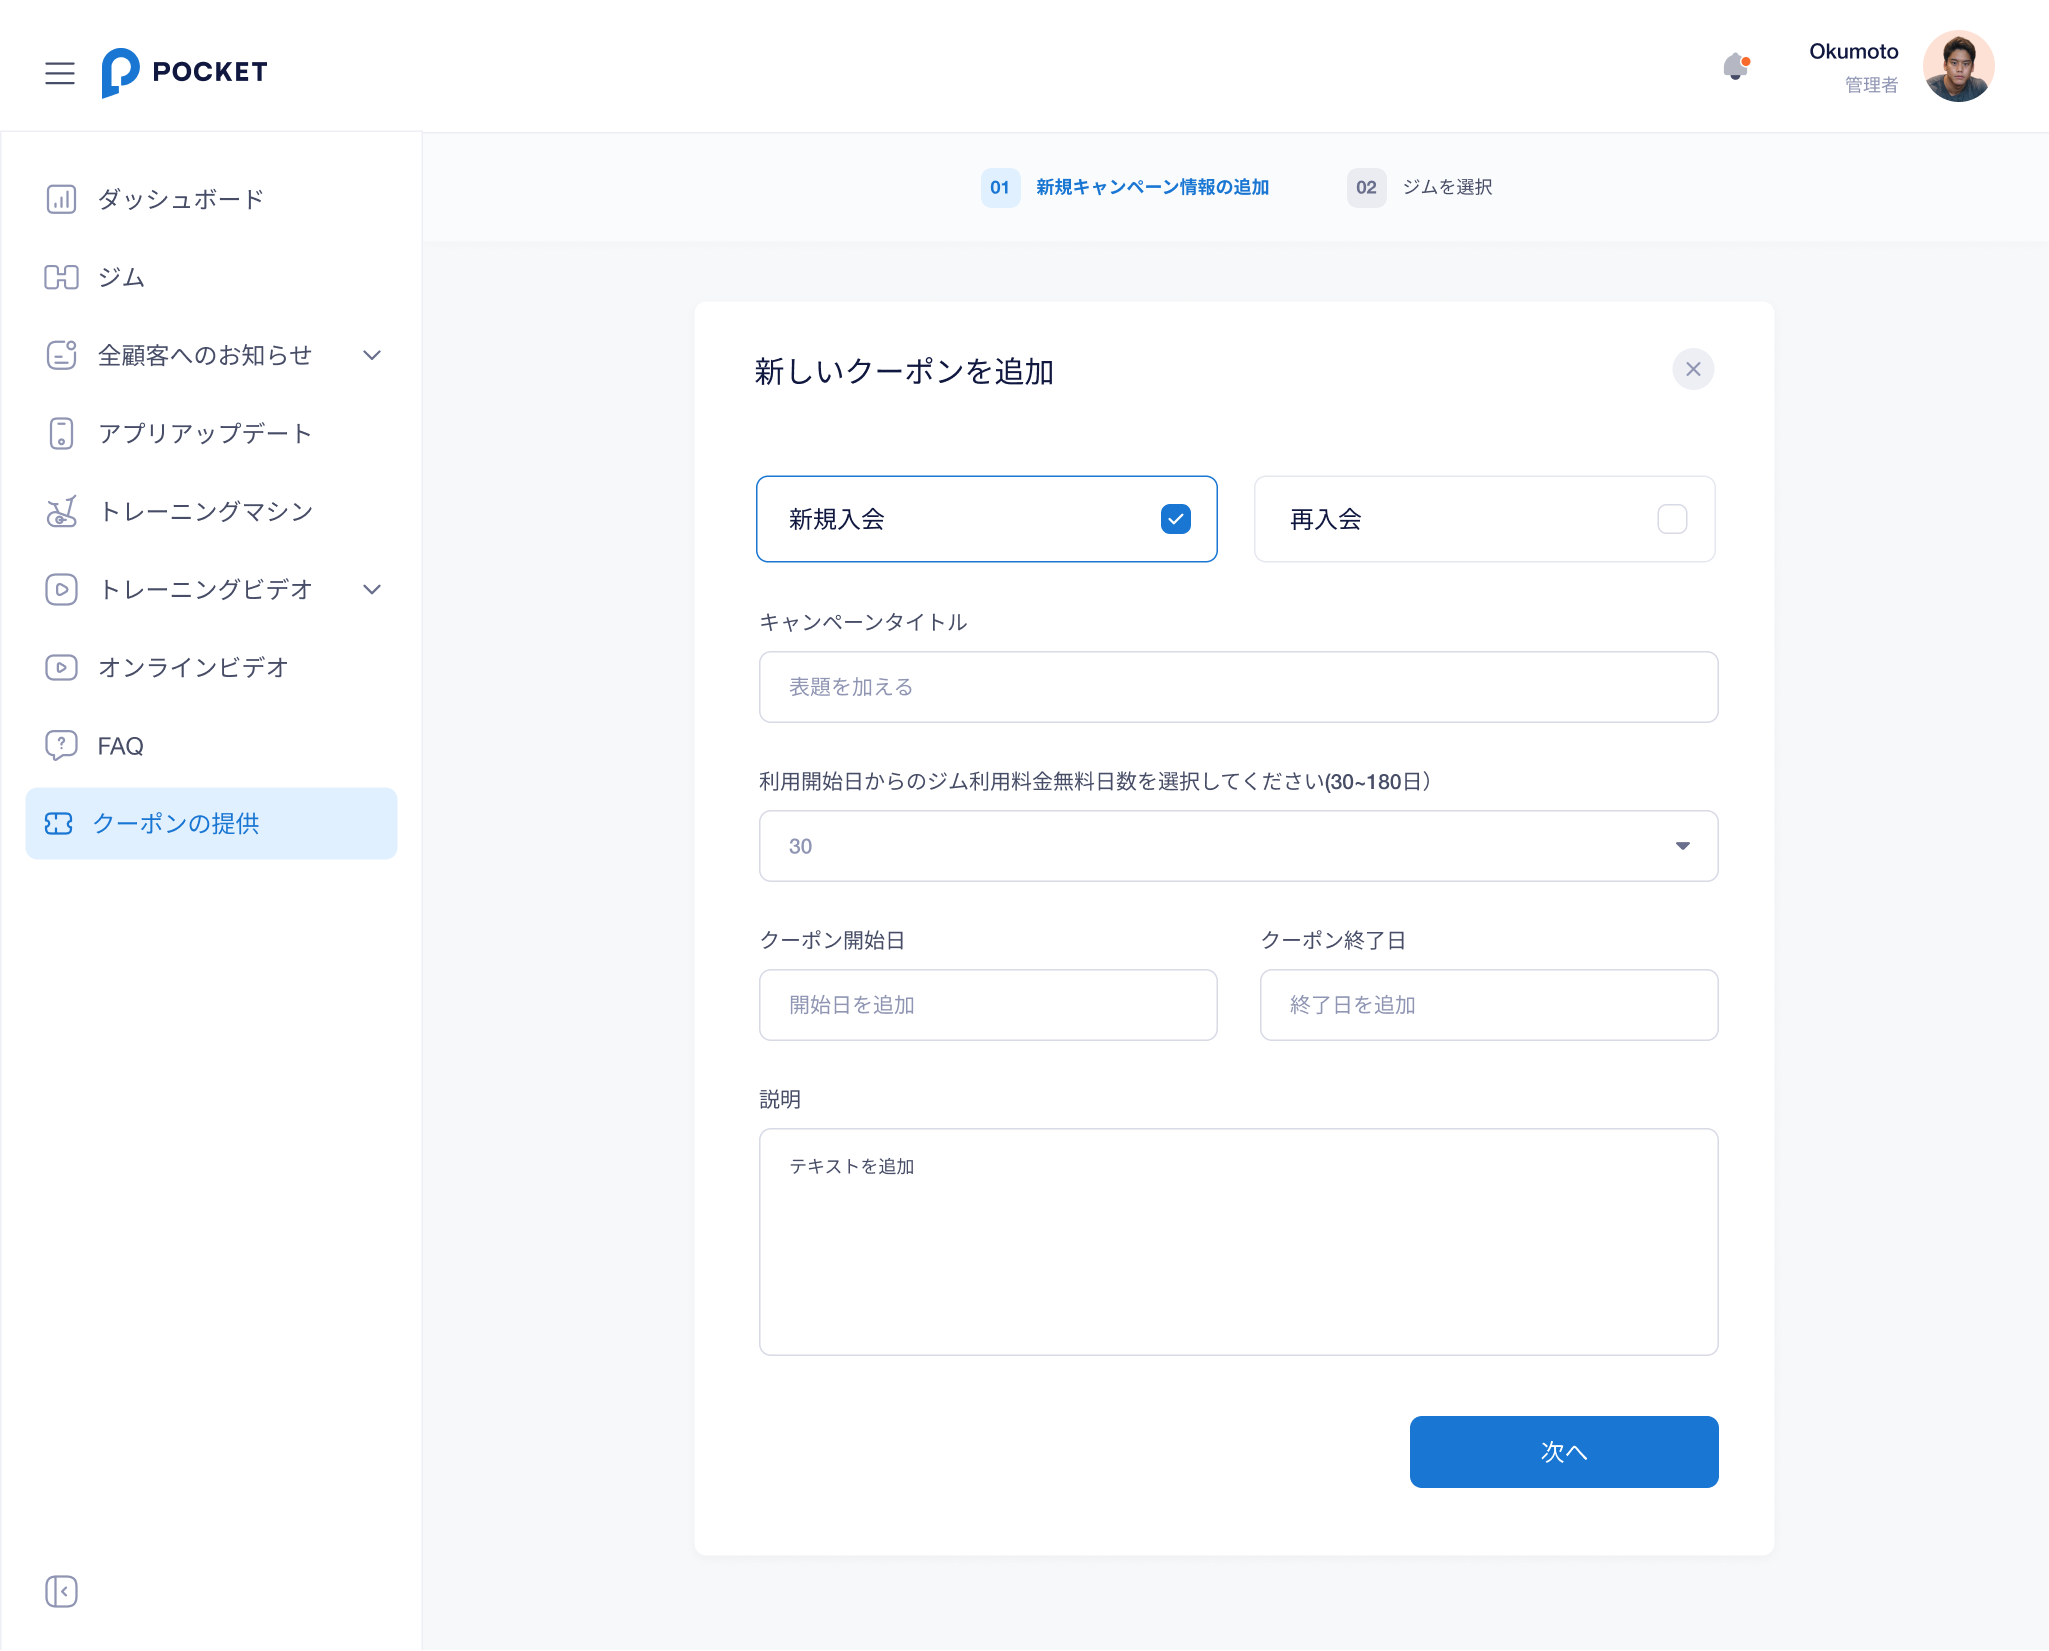 POCKET
Okumoto
管理者
ダッシュボード
ジム
全顧客へのお知らせ
アプリアップデート
トレーニングマシン
トレーニングビデオ
オンラインビデオ
FAQ
クーポンの提供
01 新規キャンペーン情報の追加
02 ジムを選択
新しいクーポンを追加
新規入会
再入会
キャンペーンタイトル
表題を加える
利用開始日からのジム利用料金無料日数を選択してください(30~180日）
30
クーポン開始日
クーポン終了日
開始日を追加
終了日を追加
説明
テキストを追加
次へ